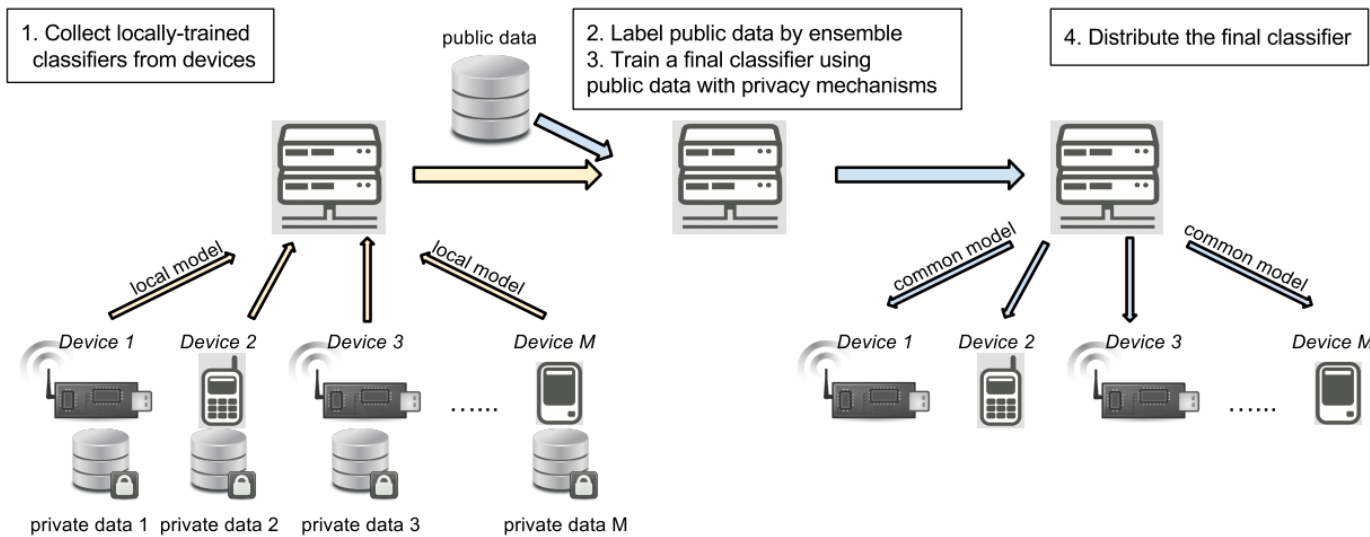 1. Collect locally-trained
classifiers from devices
public data
2. Label public data by ensemble
3. Train a final classifier using
public data with privacy mechanisms
4. Distribute the final classifier
local model
local model
common model
common model
Device 1
Device 2
Device 3
Device M
Device 1
Device 2
Device 3
Device M
.......
.......
private data 1
private data 2
private data 3
private data M